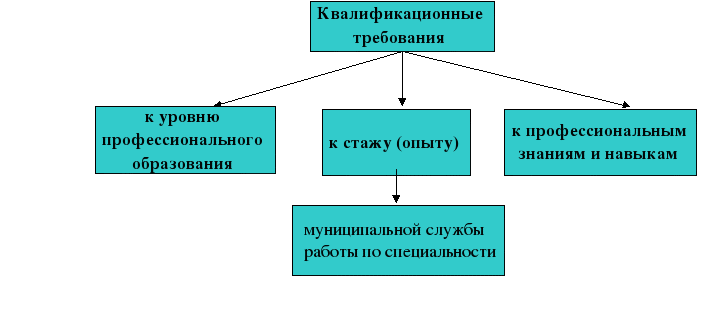 Квалификационные
требования
к уровню
профессионального
образования
к стажу (опыту)
к профессиональным
знаниям и навыкам
муниципальной службы
работы по специальности